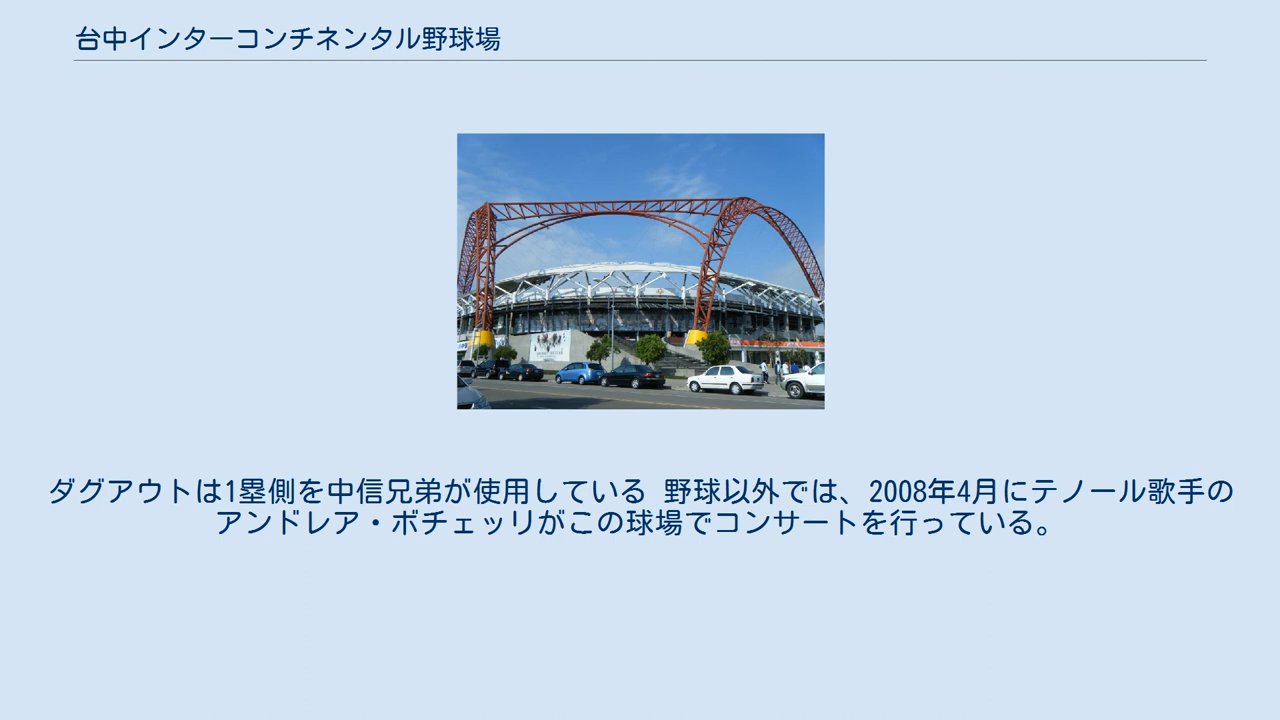 台中インターコンチネンタル野球場
ダグアウトは1塁側を中信兄弟が使用している 野球以外では、2008年4月にテノール歌手の
アンドレア・ボチェッリがこの球場でコンサートを行っている。